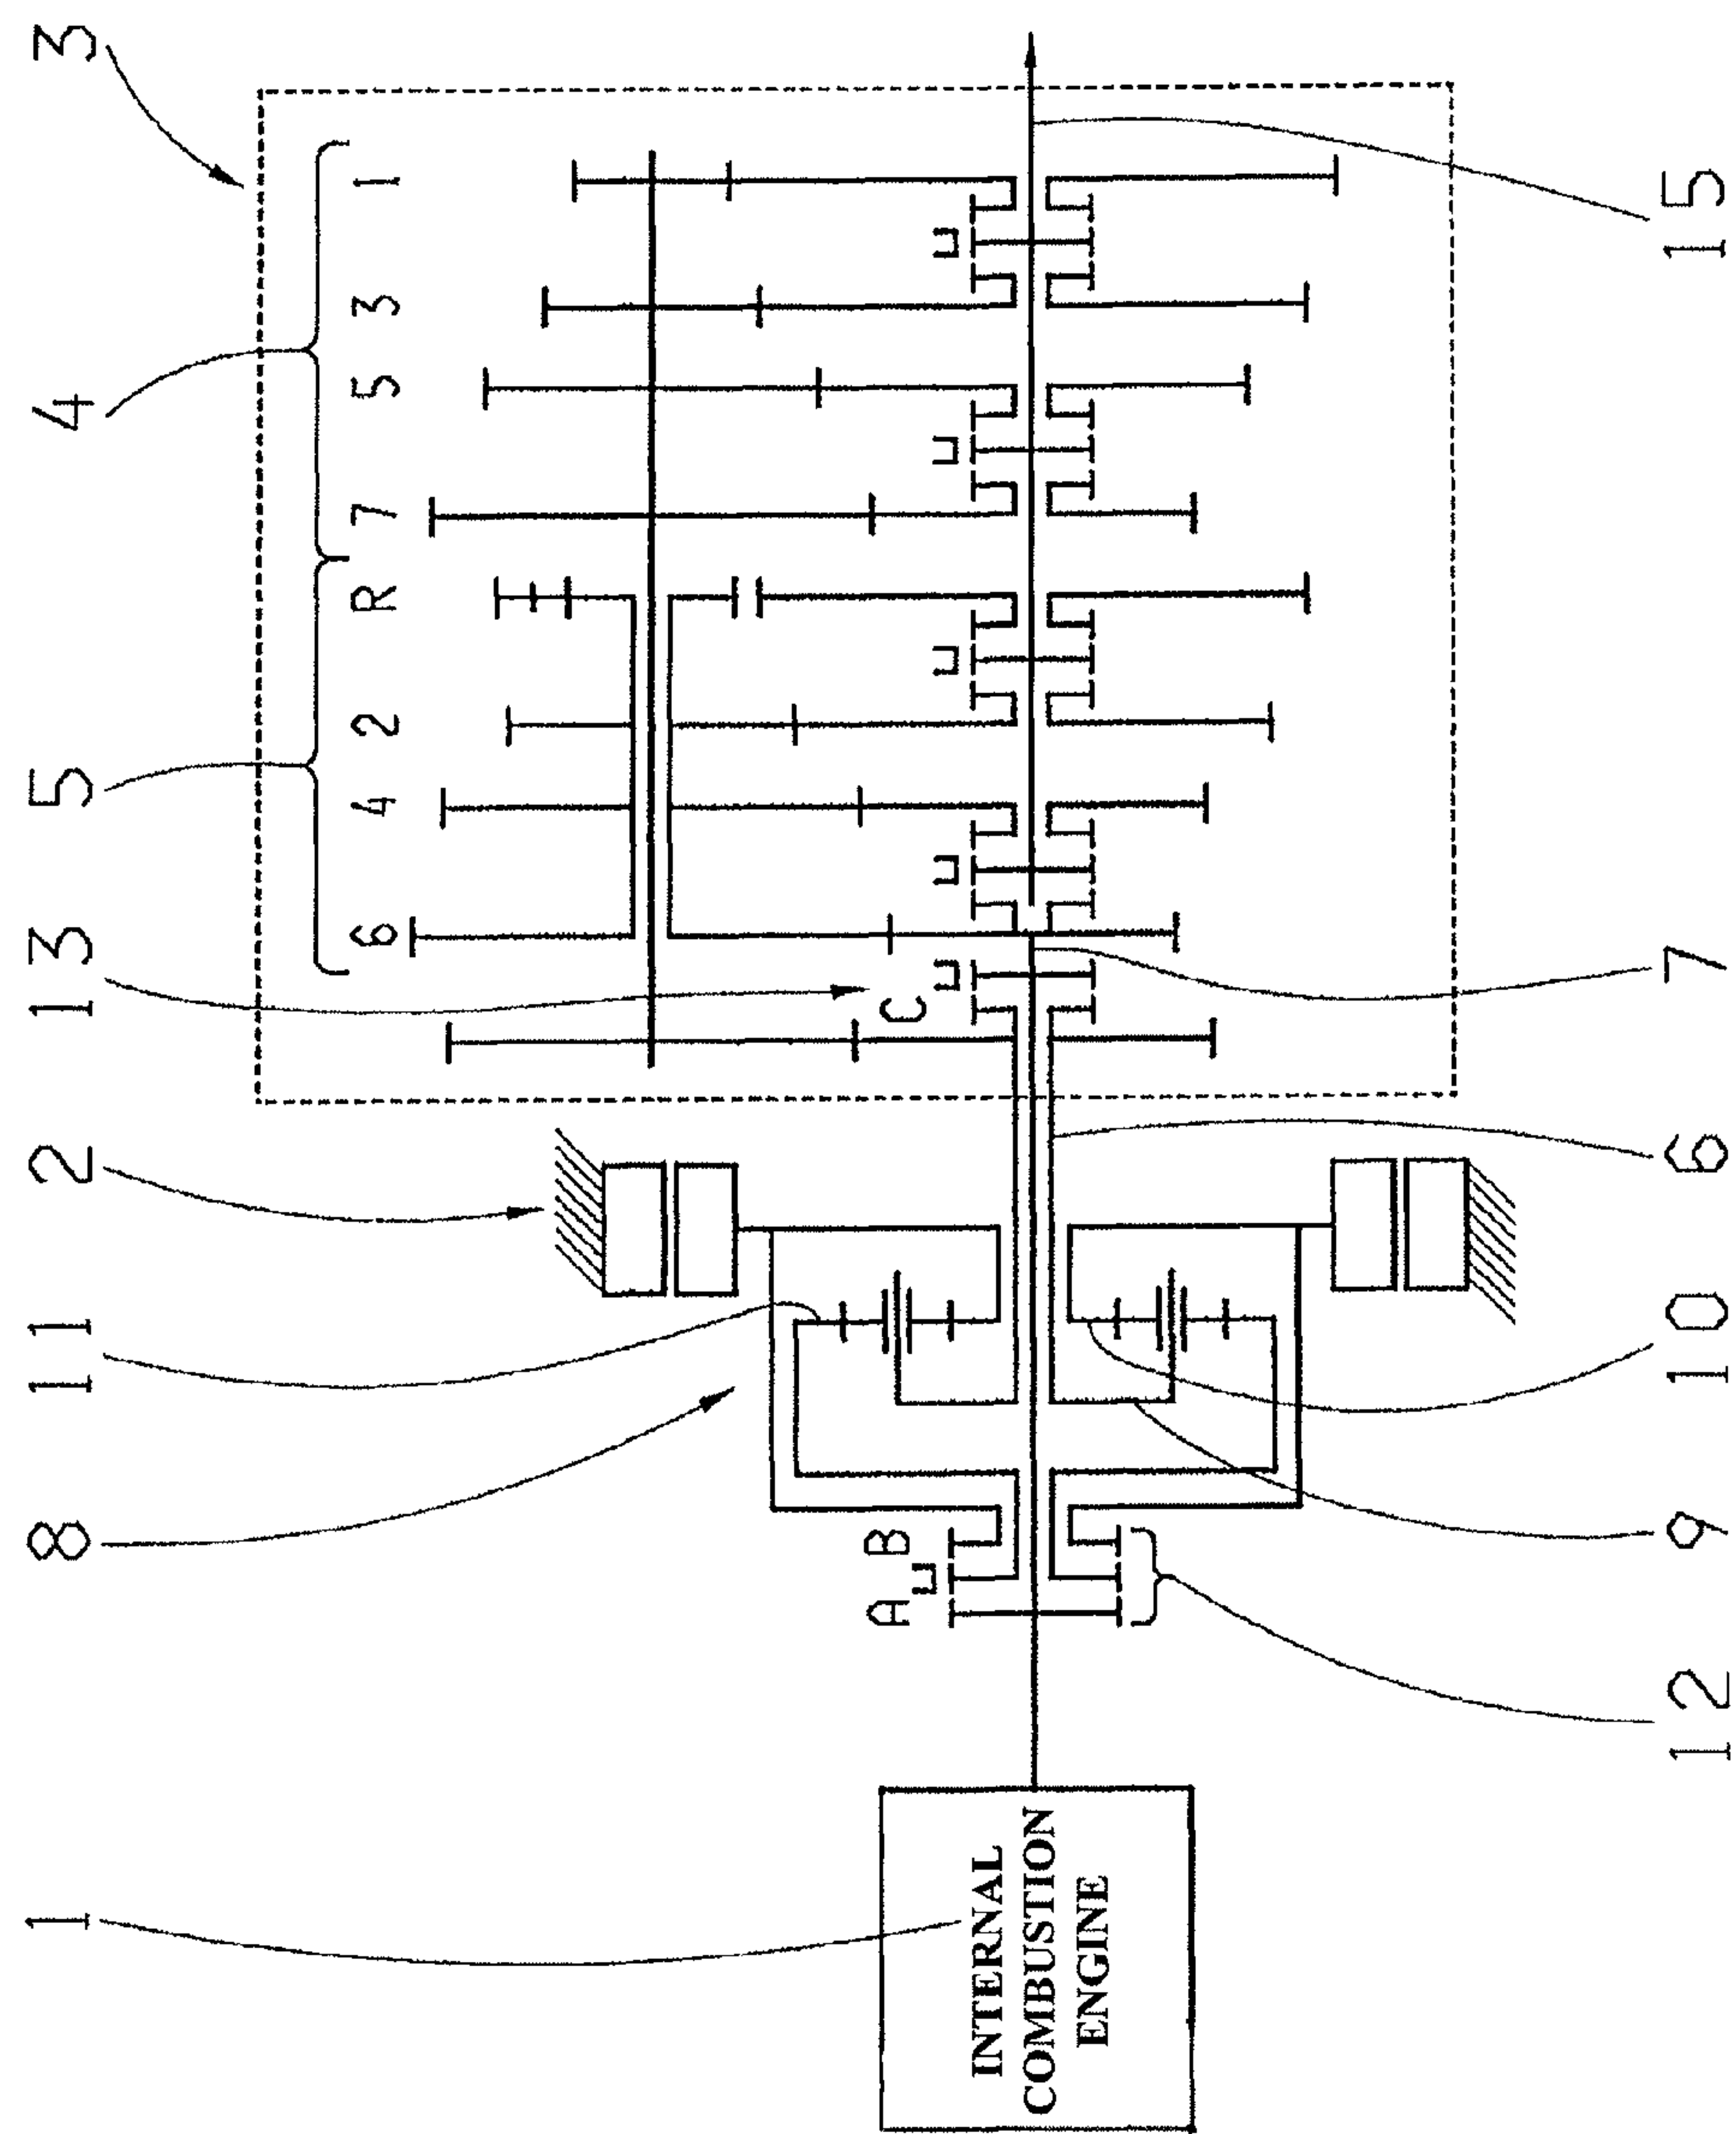 1 8 11 2 13 5 4 3
6 4 2 R 7 5 3 1
A B C
INTERNAL
COMBUSTION
ENGINE
12 9 10 6 7 15